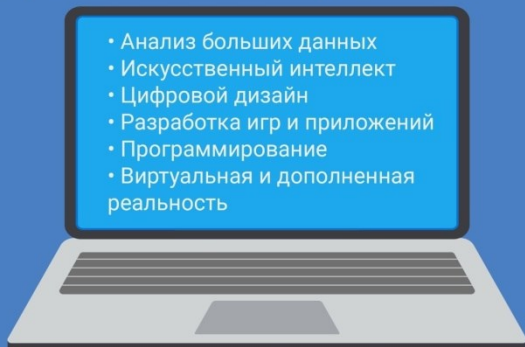 • Анализ больших данных
• Искусственный интеллект
• Цифровой дизайн
• Разработка игр и приложений
• Программирование
• Виртуальная и дополненная
реальность